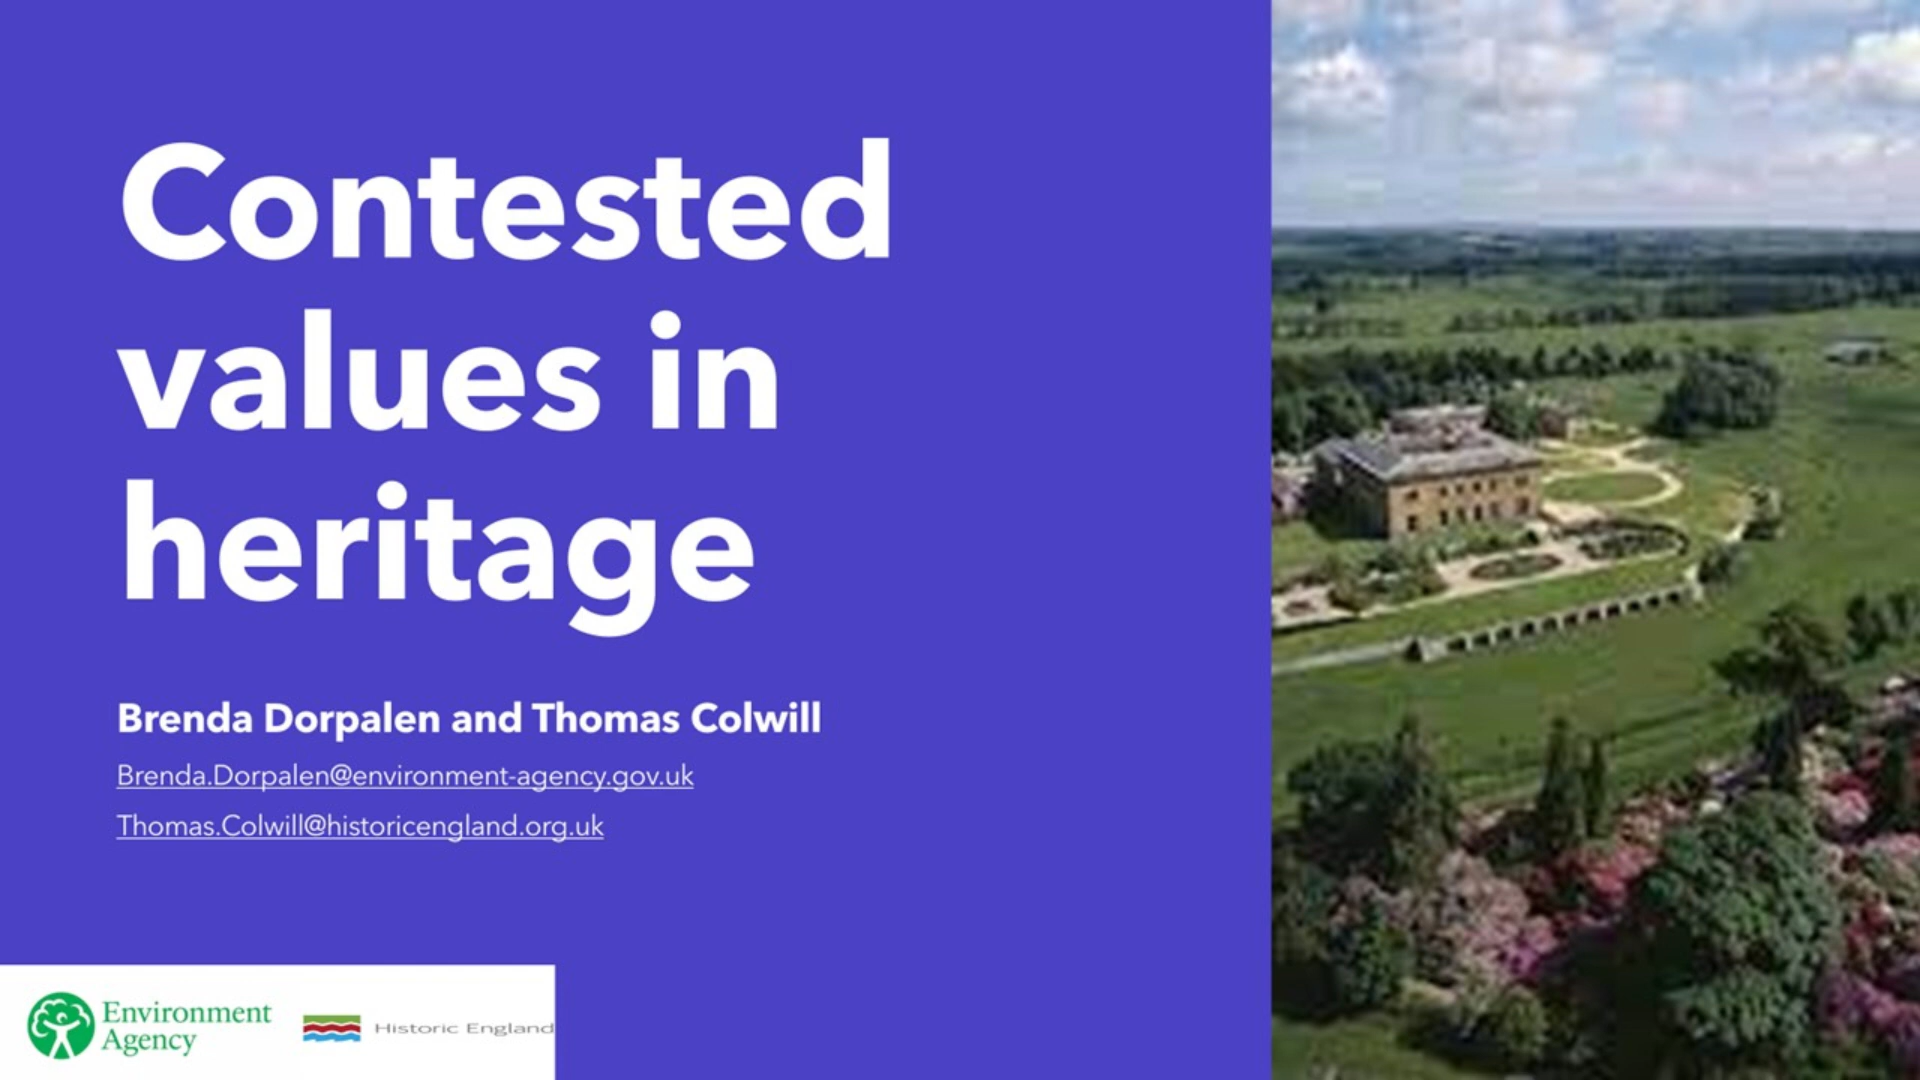 Contested
values in
heritage
Brenda Dorpalen and Thomas Colwill
Brenda.Dorpalen@environment-agency.gov.uk
Thomas.Colwill@historicengland.org.uk
Environment
Agency
Historic England